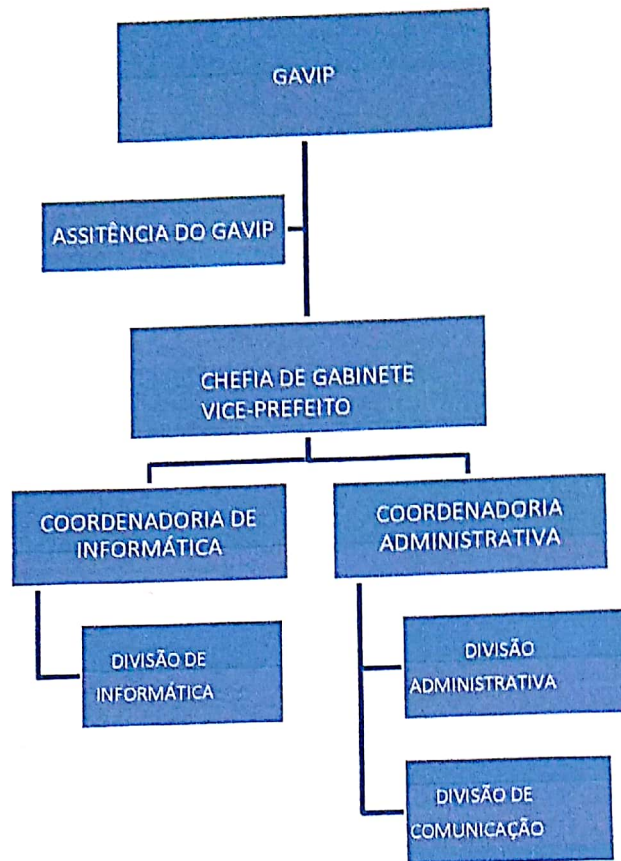 GAVIP
ASSITÊNCIA DO GAVIP
CHEFIA DE GABINETE
VICE-PREFEITO
COORDENADORIA DE
INFORMÁTICA
COORDENADORIA
ADMINISTRATIVA
DIVISÃO DE
INFORMÁTICA
DIVISÃO
ADMINISTRATIVA
DIVISÃO DE
COMUNICAÇÃO